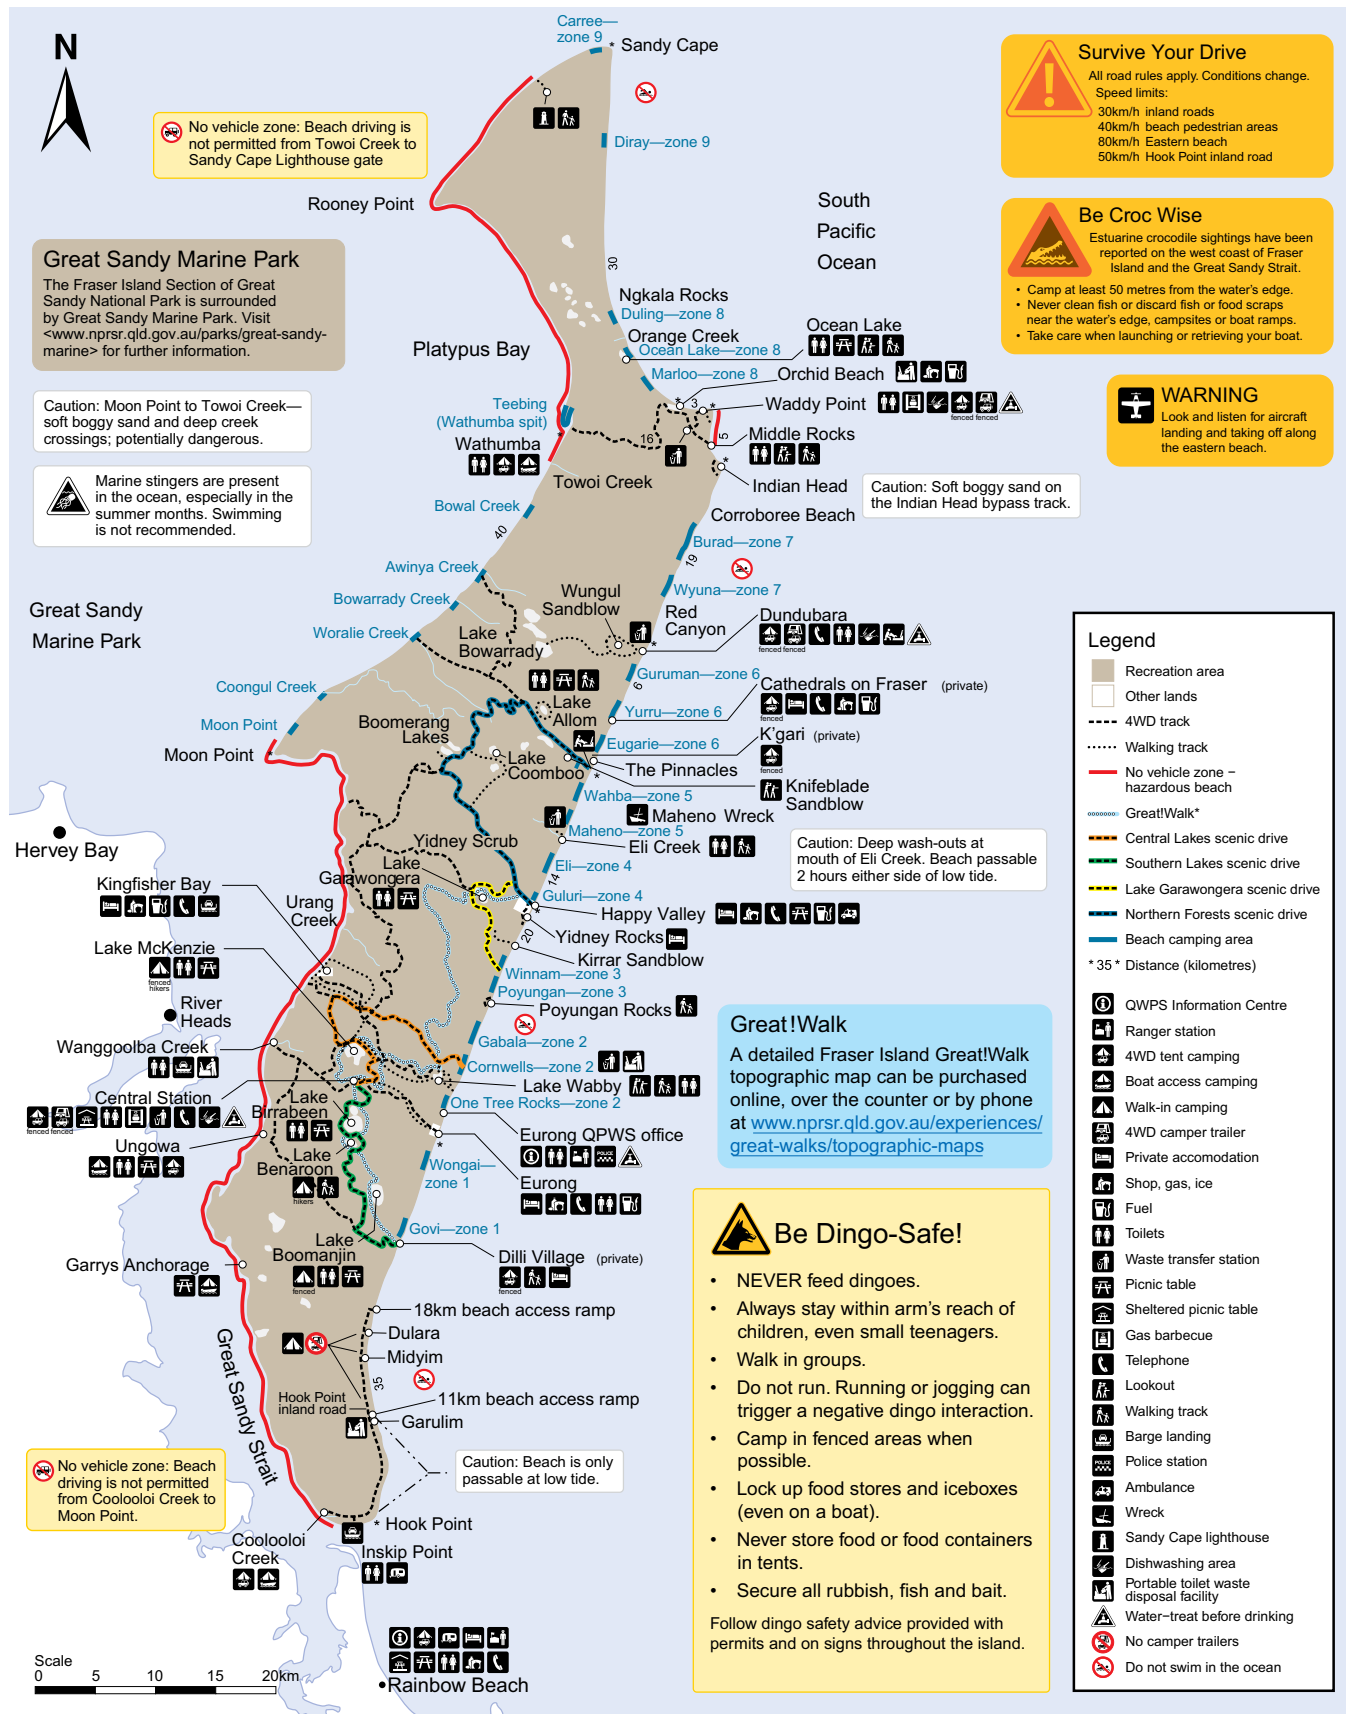 Carree—
zone 9
* Sandy Cape
N
Survive Your Drive
All road rules apply. Conditions change.
Speed limits:
30km/h inland roads
40km/h beach pedestrian areas
80km/h Eastern beach
50km/h Hook Point inland road
No vehicle zone: Beach driving is
not permitted from Towoi Creek to
Sandy Cape Lighthouse gate
Diray—zone 9
Rooney Point
South
Pacific
Ocean
Be Croc Wise
Estuarine crocodile sightings have been
reported on the west coast of Fraser
Island and the Great Sandy Strait.
• Camp at least 50 metres from the water's edge.
• Never clean fish or discard fish or food scraps
near the water's edge, campsites or boat ramps.
• Take care when launching or retrieving your boat.
Great Sandy Marine Park
The Fraser Island Section of Great
Sandy National Park is surrounded
by Great Sandy Marine Park. Visit
<www.nprsr.qld.gov.au/parks/great-sandy-
marine> for further information.
30
Ngkala Rocks
Duling—zone 8
Orange Creek
Ocean Lake—zone 8
Ocean Lake
Platypus Bay
Marloo—zone 8
Orchid Beach
WARNING
Look and listen for aircraft
landing and taking off along
the eastern beach.
Caution: Moon Point to Towoi Creek—
soft boggy sand and deep creek
crossings; potentially dangerous.
Teebing
(Wathumba spit)
Wathumba
* 3 *
Waddy Point
fenced fenced
16
5
Middle Rocks
Marine stingers are present
in the ocean, especially in the
summer months. Swimming
is not recommended.
Towoi Creek
*
Indian Head
Caution: Soft boggy sand on
the Indian Head bypass track.
Bowal Creek
Corroboree Beach
40
Burad—zone 7
19
Awinya Creek
Wyuna—zone 7
Bowarrady Creek
Wungul
Sandblow
Red
Canyon
Great Sandy
Marine Park
Woralie Creek
Lake
Bowarrady
*
Dundubara
fenced fenced
Guruman—zone 6
6
Coongul Creek
Cathedrals on Fraser (private)
fenced
Lake
Allom
Yurru—zone 6
Moon Point
Boomerang
Lakes
K'gari (private)
fenced
Eugarie—zone 6
Moon Point *
Lake
Coomboo
The Pinnacles
*
Knifeblade
Sandblow
Wahba—zone 5
Maheno Wreck
Maheno—zone 5
Hervey Bay
Yidney Scrub
Eli Creek
Caution: Deep wash-outs at
mouth of Eli Creek. Beach passable
2 hours either side of low tide.
Lake
Garawongera
Eli—zone 4
14
Kingfisher Bay
Guluri—zone 4
Urang
Creek
*
Happy Valley
20
Yidney Rocks
Lake McKenzie
fenced
hikers
Kirrar Sandblow
Winnam—zone 3
Poyungan—zone 3
Poyungan Rocks
River
Heads
Wanggoolba Creek
Gabala—zone 2
Cornwells—zone 2
Lake Wabby
Central Station
fenced fenced
Lake
Birrabeen
One Tree Rocks—zone 2
Ungowa
*
Eurong QPWS office
POLICE
Lake
Benaroon
hikers
Wongai—
zone 1
Eurong
Govi—zone 1
Lake
Boomanjin
fenced
Dilli Village (private)
fenced
Garrys Anchorage
18km beach access ramp
Dulara
Midyim
35
Great Sandy Strait
Hook Point
inland road
11km beach access ramp
Garulim
No vehicle zone: Beach
driving is not permitted
from Coolooloi Creek to
Moon Point.
Caution: Beach is only
passable at low tide.
* Hook Point
Coolooloi
Creek
Inskip Point
Scale
0 5 10 15 20km
Rainbow Beach
Great!Walk
A detailed Fraser Island Great!Walk
topographic map can be purchased
online, over the counter or by phone
at www.nprsr.qld.gov.au/experiences/
great-walks/topographic-maps
Be Dingo-Safe!
• NEVER feed dingoes.
• Always stay within arm's reach of
children, even small teenagers.
• Walk in groups.
• Do not run. Running or jogging can
trigger a negative dingo interaction.
• Camp in fenced areas when
possible.
• Lock up food stores and iceboxes
(even on a boat).
• Never store food or food containers
in tents.
• Secure all rubbish, fish and bait.
Follow dingo safety advice provided with
permits and on signs throughout the island.
Legend
Recreation area
Other lands
4WD track
Walking track
No vehicle zone –
hazardous beach
Great!Walk*
Central Lakes scenic drive
Southern Lakes scenic drive
Lake Garawongera scenic drive
Northern Forests scenic drive
Beach camping area
* 35 * Distance (kilometres)
QWPS Information Centre
Ranger station
4WD tent camping
Boat access camping
Walk-in camping
4WD camper trailer
Private accomodation
Shop, gas, ice
Fuel
Toilets
Waste transfer station
Picnic table
Sheltered picnic table
Gas barbecue
Telephone
Lookout
Walking track
Barge landing
POLICE Police station
Ambulance
Wreck
Sandy Cape lighthouse
Dishwashing area
Portable toilet waste
disposal facility
Water–treat before drinking
No camper trailers
Do not swim in the ocean